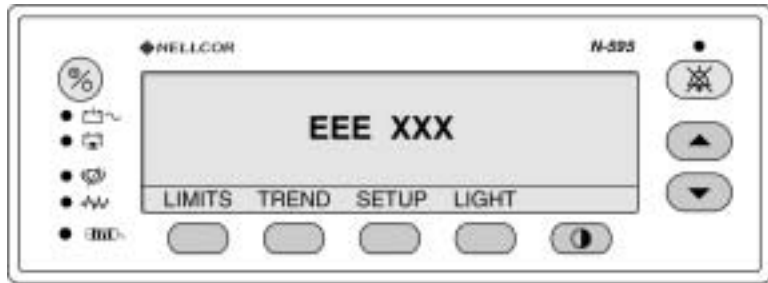 NELLCOR N-595
%
EEE XXX
LIMITS TREND SETUP LIGHT